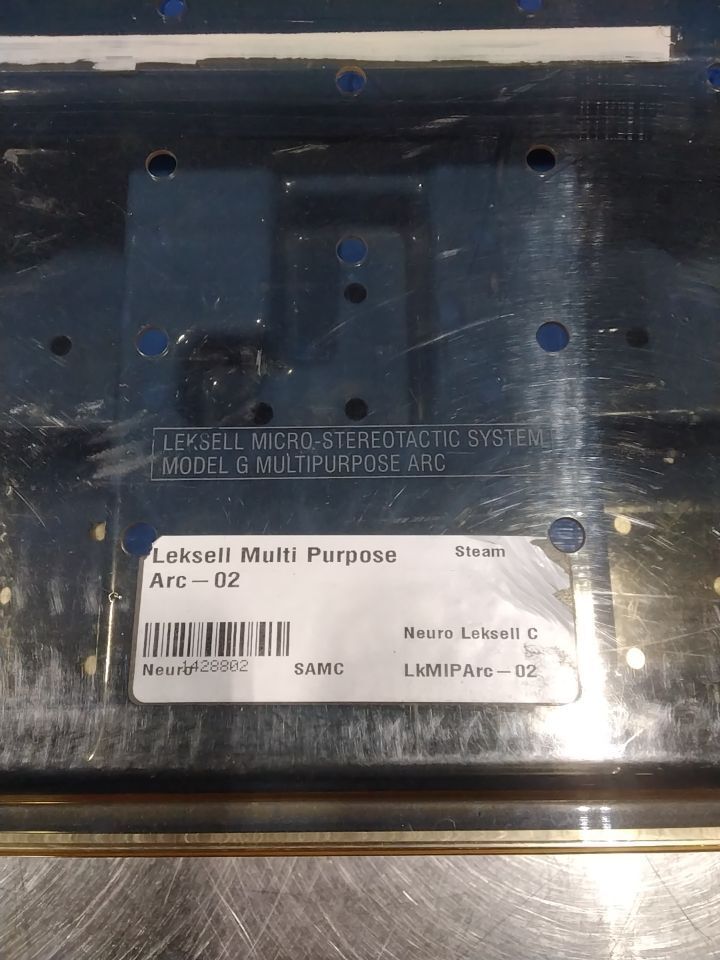 LEKSELL MICRO-STEREOTACTIC SYSTEM
MODEL G MULTIPURPOSE ARC
Leksell Multi Purpose Steam
Arc - 02
Neuro Leksell C
1428802
Neuro SAMC LkMIPArc - 02